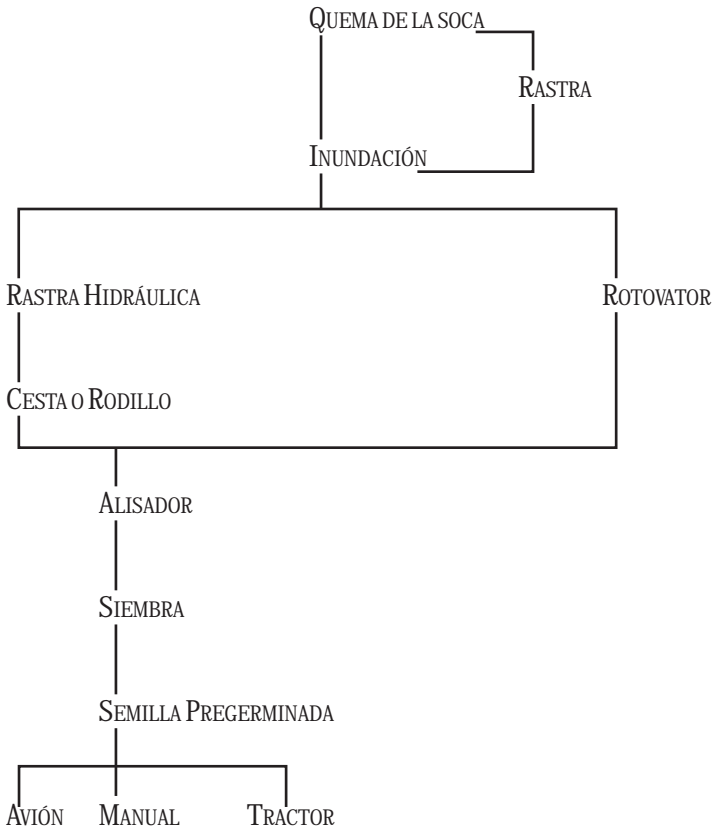 QUEMA DE LA SOCA
RASTRA
INUNDACIÓN
RASTRA HIDRÁULICA
ROTOVATOR
CESTA O RODILLO
ALISADOR
SIEMBRA
SEMILLA PREGERMINADA
AVIÓN MANUAL TRACTOR